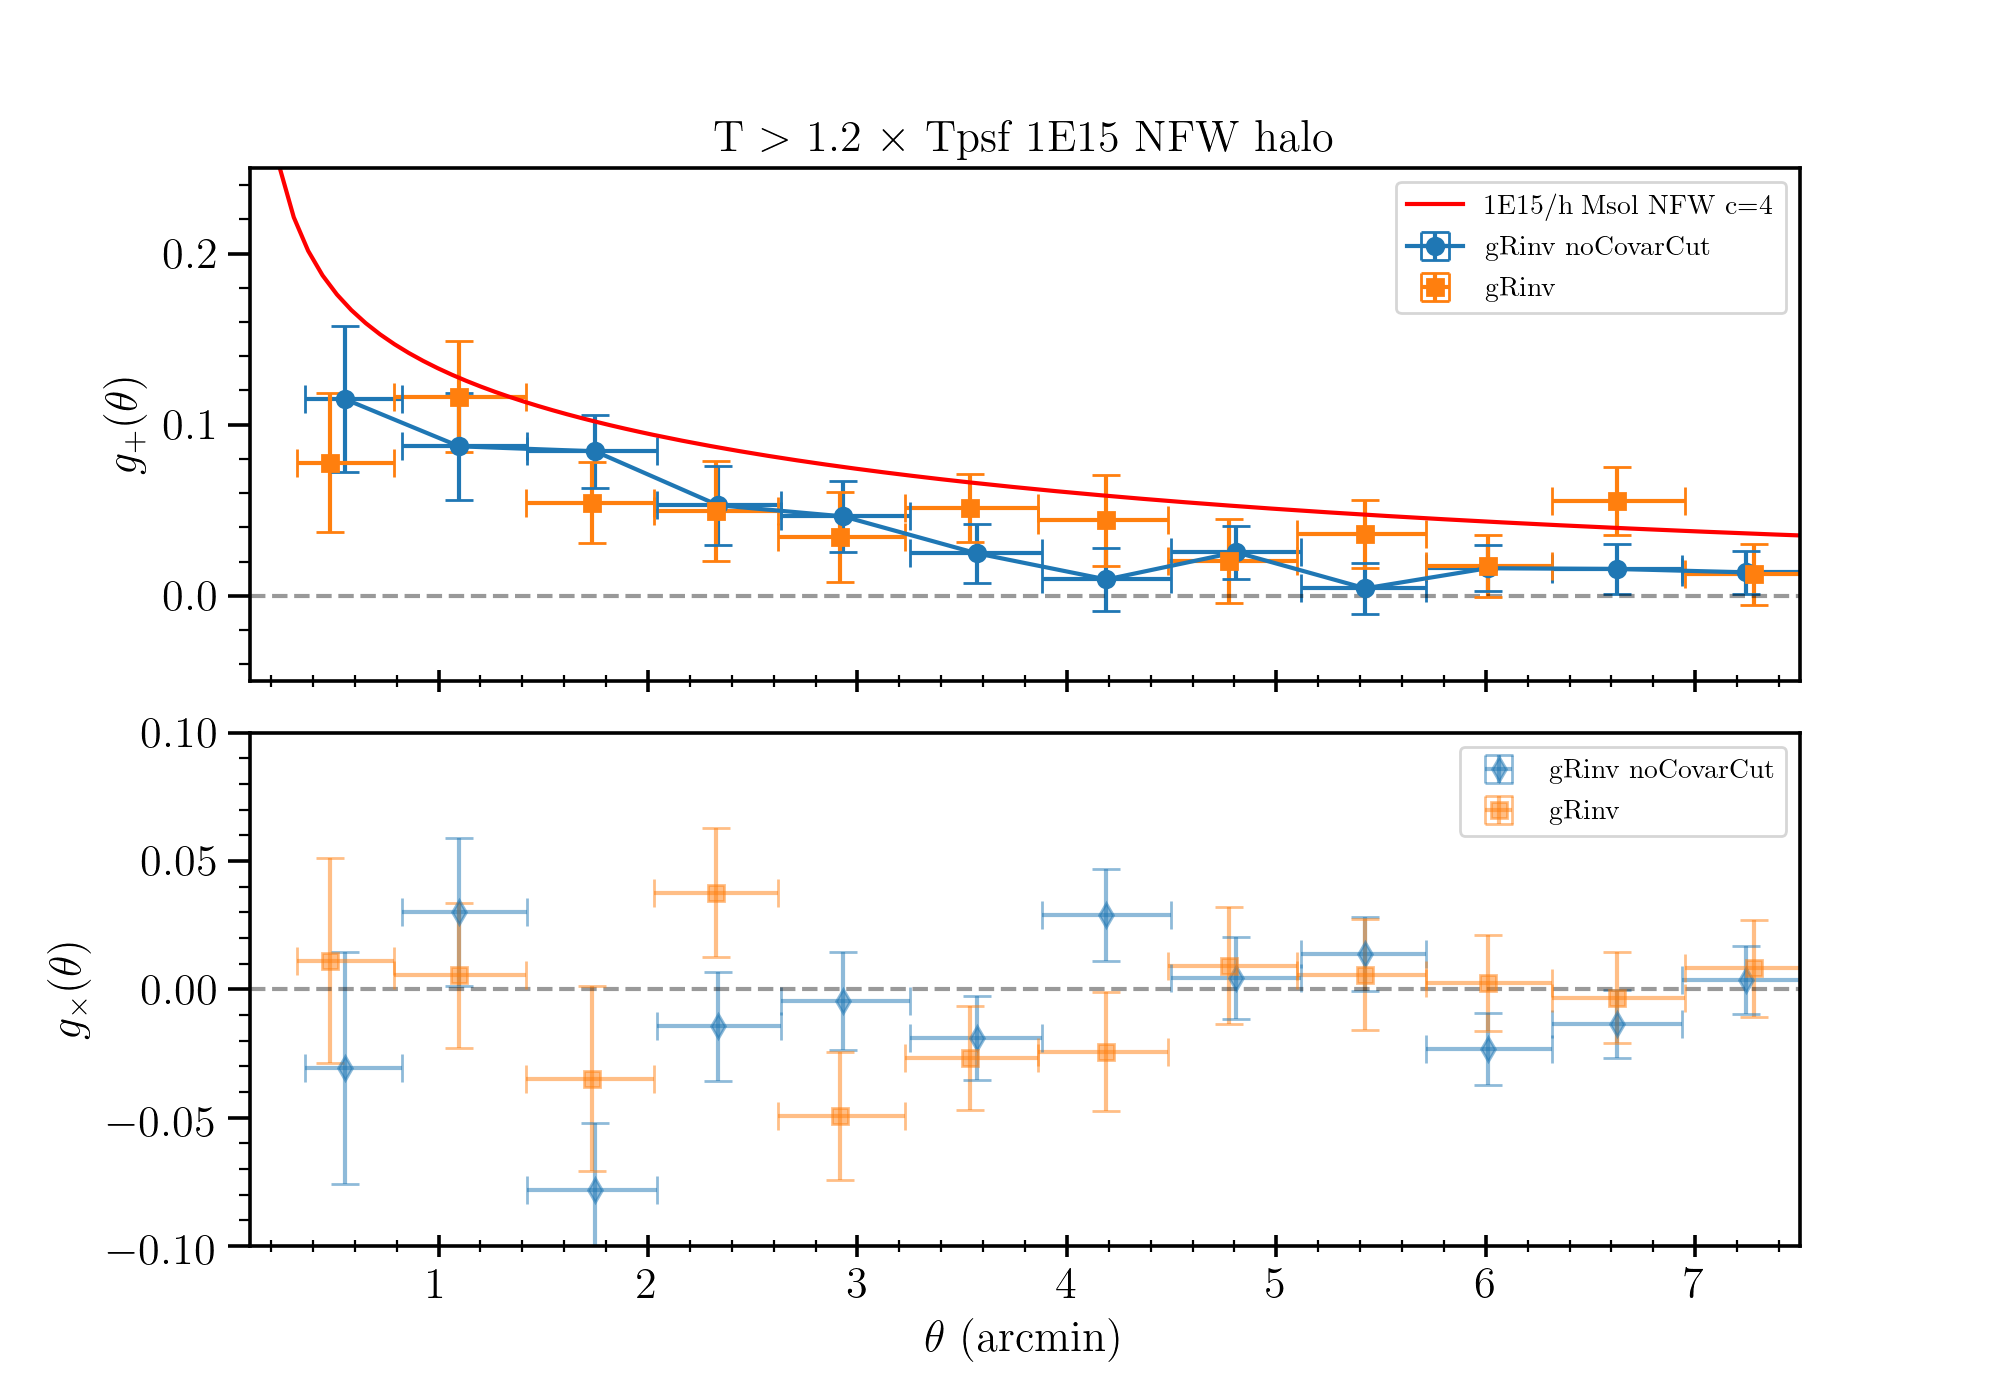 T > 1.2 × Tpsf 1E15 NFW halo
1E15/h Msol NFW c=4
gRinv noCovarCut
gRinv
0.2
0.1
0.0
g₊(θ)
gRinv noCovarCut
gRinv
0.10
0.05
0.00
−0.05
−0.10
g×(θ)
1 2 3 4 5 6 7
θ (arcmin)